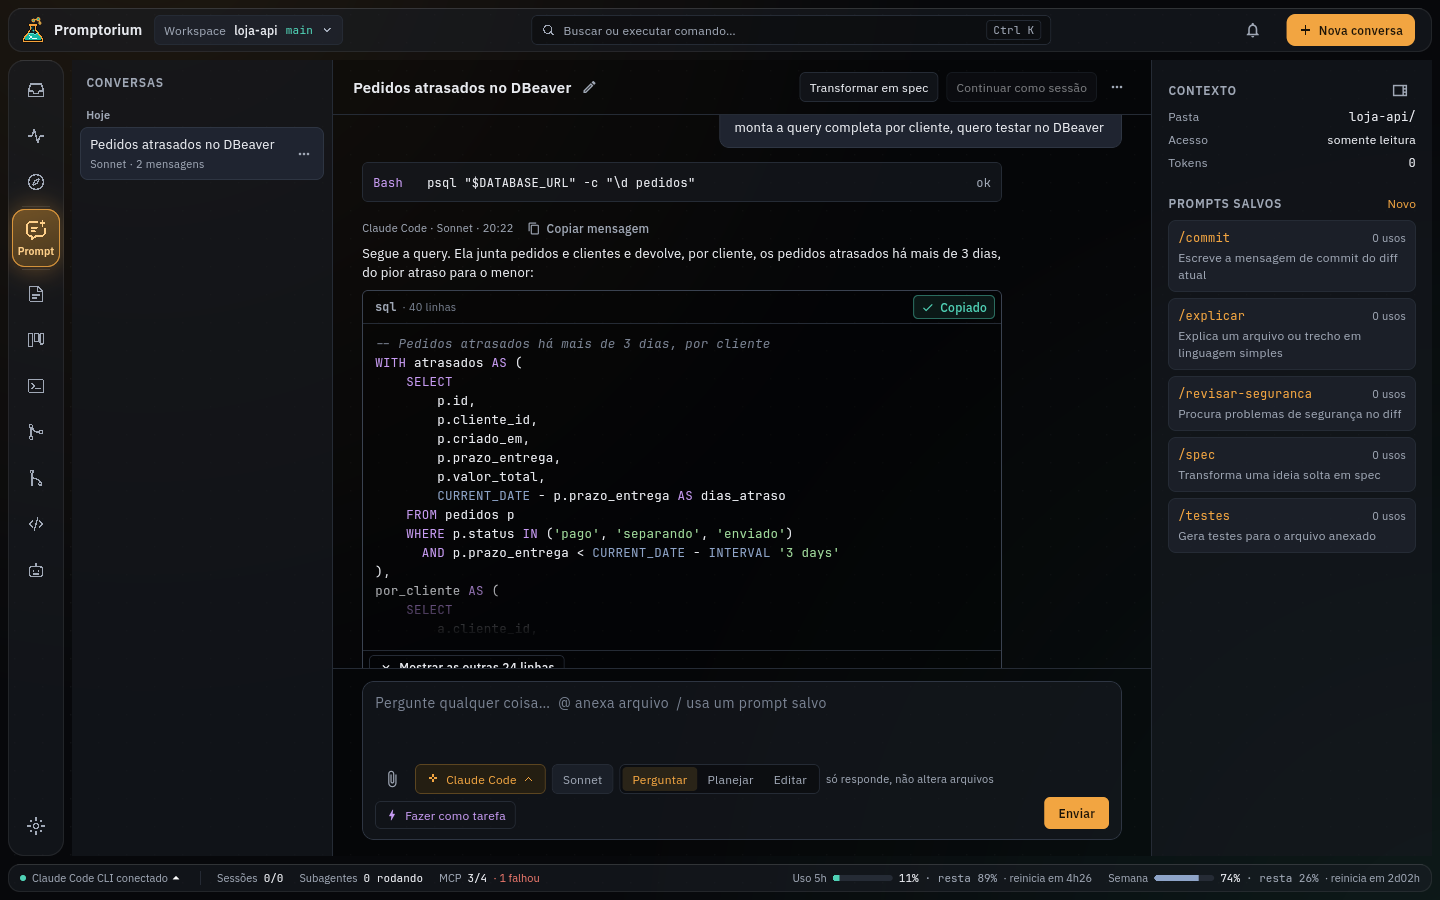 Promptorium
Workspace loja-api main
Buscar ou executar comando...
Ctrl K
Nova conversa
Prompt
CONVERSAS
Hoje
Pedidos atrasados no DBeaver
Sonnet · 2 mensagens
Pedidos atrasados no DBeaver
Transformar em spec
Continuar como sessão
monta a query completa por cliente, quero testar no DBeaver
Bash psql "$DATABASE_URL" -c "\d pedidos" ok
Claude Code · Sonnet · 20:22 Copiar mensagem
Segue a query. Ela junta pedidos e clientes e devolve, por cliente, os pedidos atrasados há mais de 3 dias,
do pior atraso para o menor:
sql · 40 linhas
Copiado
-- Pedidos atrasados há mais de 3 dias, por cliente
WITH atrasados AS (
SELECT
p.id,
p.cliente_id,
p.criado_em,
p.prazo_entrega,
p.valor_total,
CURRENT_DATE - p.prazo_entrega AS dias_atraso
FROM pedidos p
WHERE p.status IN ('pago', 'separando', 'enviado')
AND p.prazo_entrega < CURRENT_DATE - INTERVAL '3 days'
),
por_cliente AS (
SELECT
a.cliente_id,
Mostrar as outras 24 linhas
Pergunte qualquer coisa... @ anexa arquivo / usa um prompt salvo
Claude Code
Sonnet
Perguntar
Planejar
Editar
só responde, não altera arquivos
Fazer como tarefa
Enviar
CONTEXTO
Pasta loja-api/
Acesso somente leitura
Tokens 0
PROMPTS SALVOS Novo
/commit 0 usos
Escreve a mensagem de commit do diff
atual
/explicar 0 usos
Explica um arquivo ou trecho em
linguagem simples
/revisar-seguranca 0 usos
Procura problemas de segurança no diff
/spec 0 usos
Transforma uma ideia solta em spec
/testes 0 usos
Gera testes para o arquivo anexado
Claude Code CLI conectado
Sessões 0/0
Subagentes 0 rodando
MCP 3/4 · 1 falhou
Uso 5h 11% · resta 89% · reinicia em 4h26
Semana 74% · resta 26% · reinicia em 2d02h